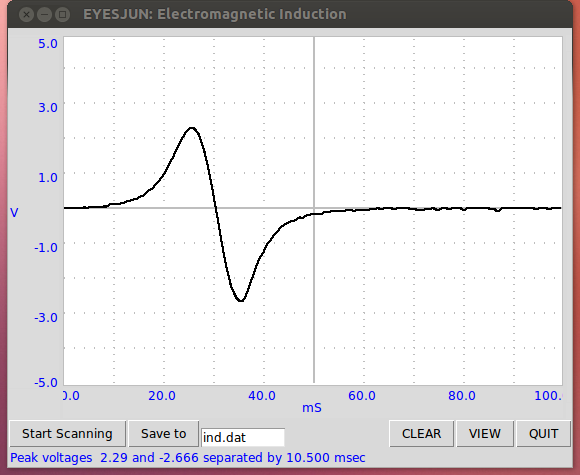 EYESJUN: Electromagnetic Induction
5.0
3.0
1.0
V
-1.0
-3.0
-5.0
0.0 20.0 40.0 60.0 80.0 100.
mS
Start Scanning Save to ind.dat CLEAR VIEW QUIT
Peak voltages 2.29 and -2.666 separated by 10.500 msec